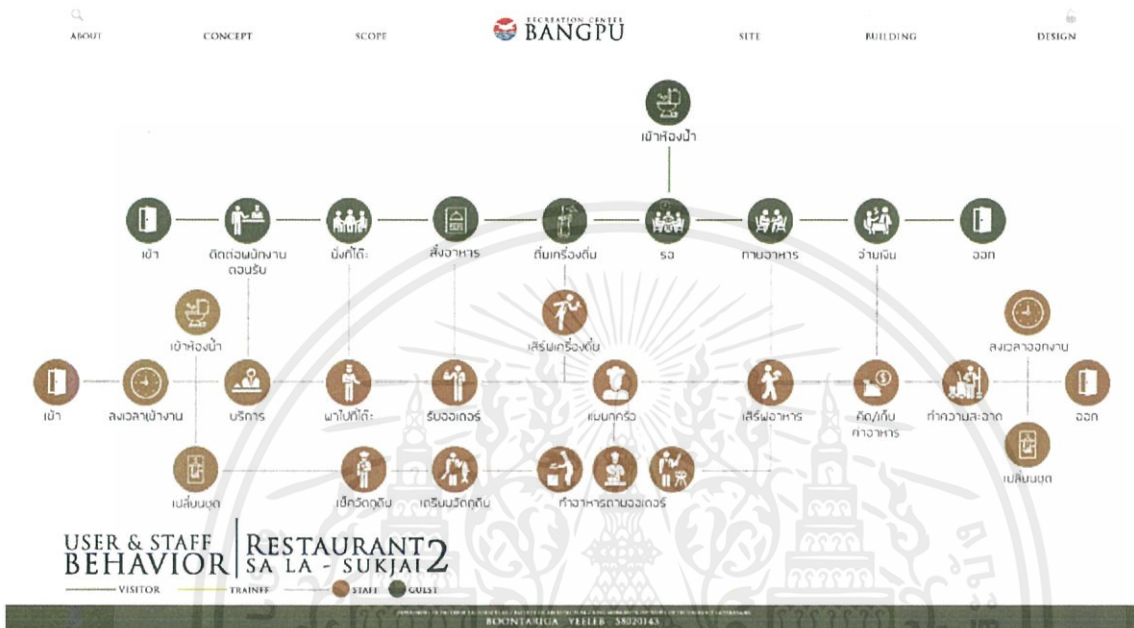 ABOUT CONCEPT SCOPE RECREATION CENTER SITE BUILDING DESIGN
BANGPU
เข้าห้องน้ำ
เข้า ติดต่อพนักงาน นั่งที่โต๊ะ สั่งอาหาร ดื่มเครื่องดื่ม รอ ทานอาหาร จ่ายเงิน ออก
ตอนรับ
เข้าห้องน้ำ เสิร์ฟเครื่องดื่ม ลงเวลาออกงาน
เข้า ลงเวลาเข้างาน บริการ พาไปที่โต๊ะ รับออเดอร์ แผนกครัว เสิร์ฟอาหาร คิด/เก็บ ทำความสะอาด ออก
ค่าอาหาร
เปลี่ยนชุด เช็ควัตถุดิบ เตรียมวัตถุดิบ ทำอาหารตามออเดอร์ เปลี่ยนชุด
USER & STAFF
BEHAVIOR
RESTAURANT 2
SA LA - SUKJAI
VISITOR TRAINEE STAFF GUEST
BOONTARIGA YEELEB 58020143